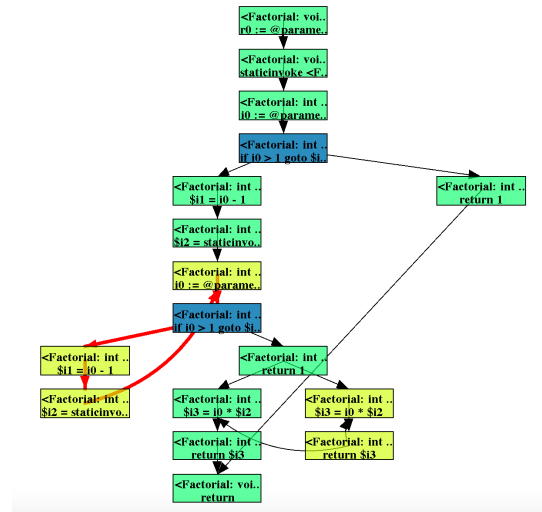 <Factorial: voi..
r0 := @parame..
<Factorial: voi..
staticinvoke <F..
<Factorial: int ..
i0 := @parame..
<Factorial: int ..
if i0 > 1 goto $i..
<Factorial: int ..
$i1 = i0 - 1
<Factorial: int ..
return 1
<Factorial: int ..
$i2 = staticinvo..
<Factorial: int ..
i0 := @parame..
<Factorial: int ..
if i0 > 1 goto $i..
<Factorial: int ..
$i1 = i0 - 1
<Factorial: int ..
return 1
<Factorial: int ..
$i2 = staticinvo..
<Factorial: int ..
$i3 = i0 * $i2
<Factorial: int ..
$i3 = i0 * $i2
<Factorial: int ..
return $i3
<Factorial: int ..
return $i3
<Factorial: voi..
return